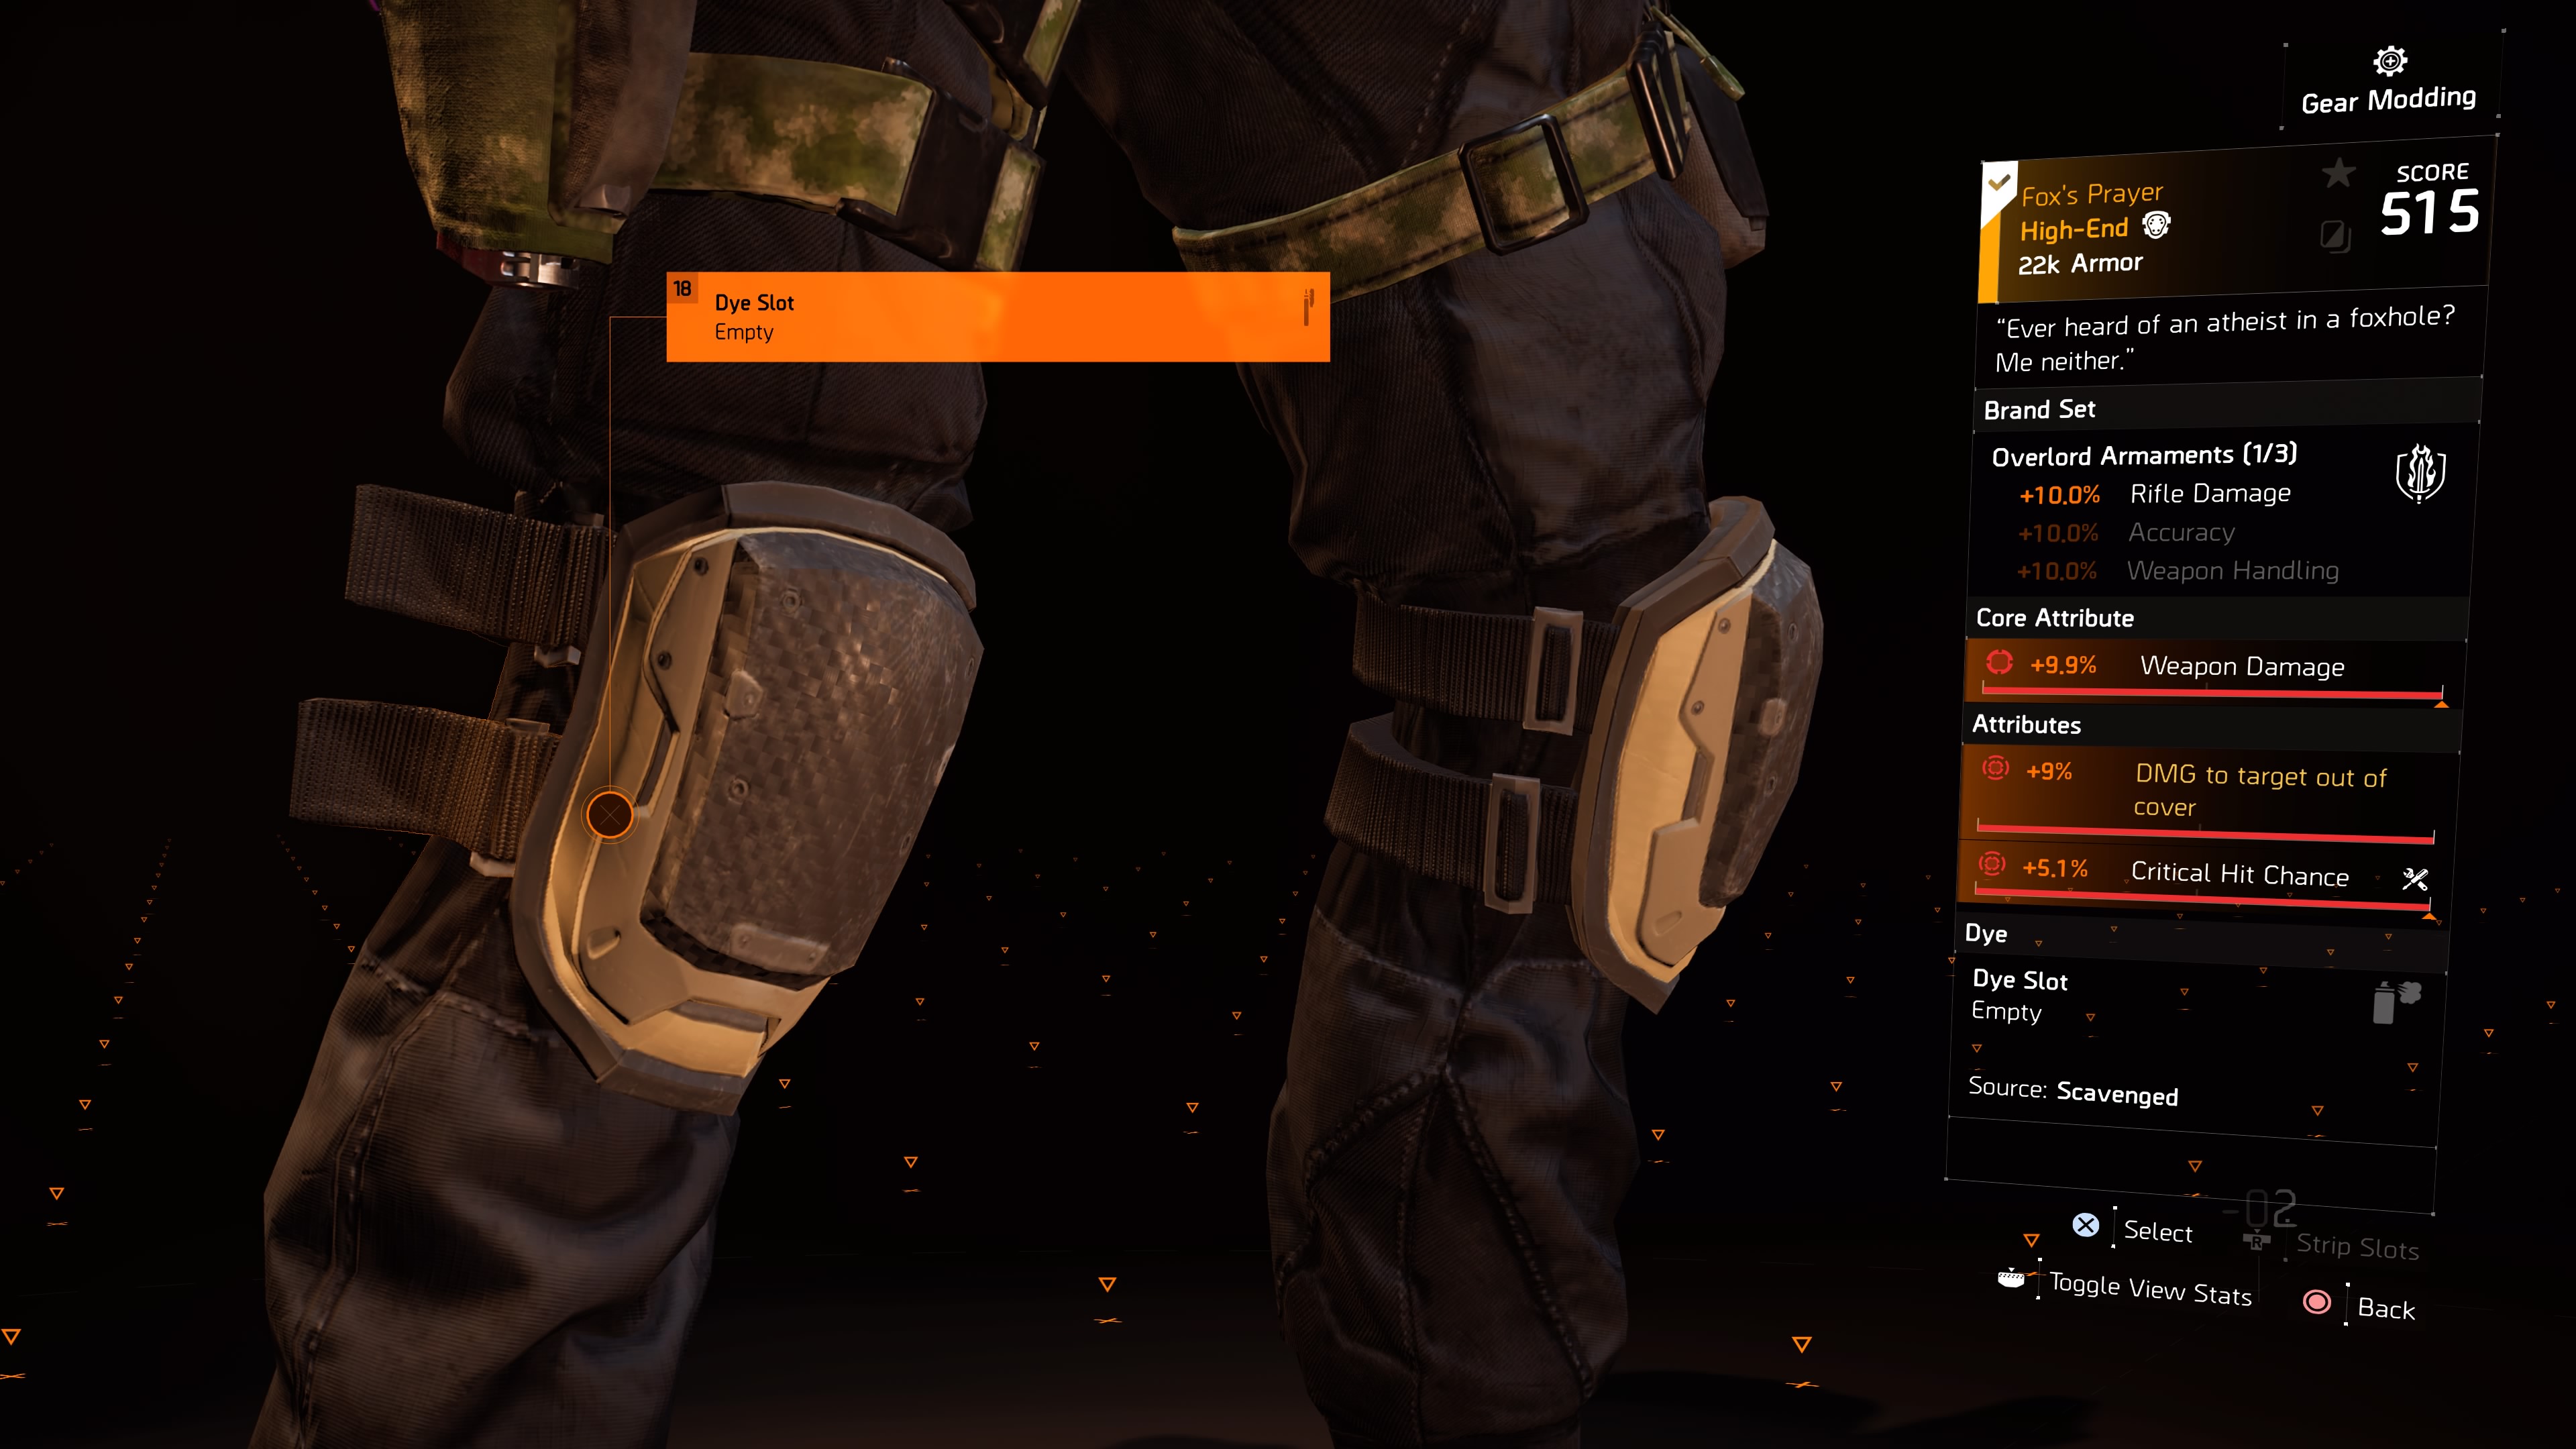 Gear Modding
Fox's Prayer
High-End
22k Armor
SCORE
515
"Ever heard of an atheist in a foxhole?
Me neither."
Brand Set
Overlord Armaments (1/3)
+10.0% Rifle Damage
+10.0% Accuracy
+10.0% Weapon Handling
Core Attribute
+9.9% Weapon Damage
Attributes
+9% DMG to target out of
cover
+5.1% Critical Hit Chance
Dye
Dye Slot
Empty
Source: Scavenged
18
Dye Slot
Empty
-02
Select
R Strip Slots
Toggle View Stats
Back